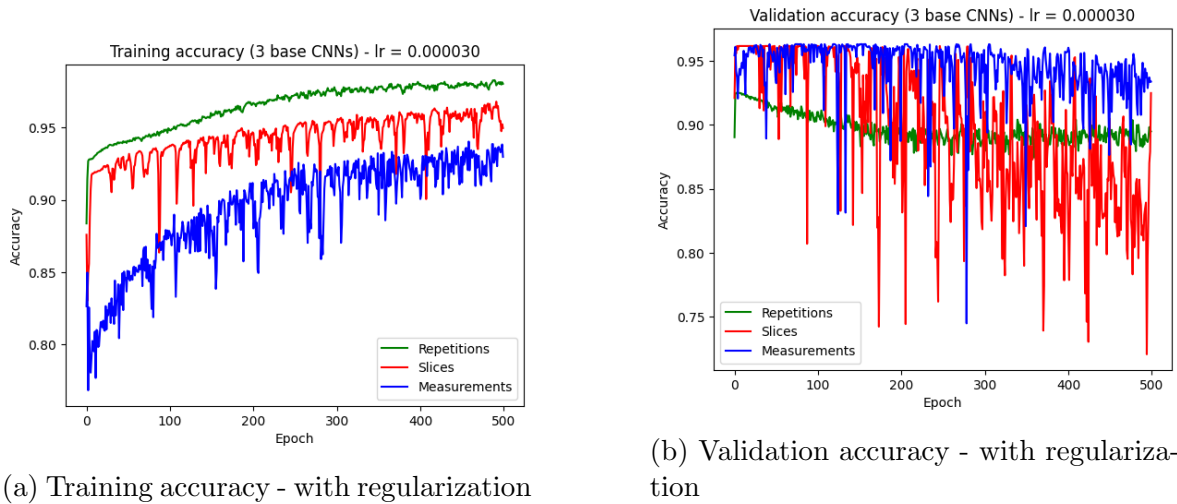 Training accuracy (3 base CNNs) - lr = 0.000030
Accuracy
0.95
0.90
0.85
0.80
0 100 200 300 400 500
Epoch
Repetitions
Slices
Measurements
(a) Training accuracy - with regularization
Validation accuracy (3 base CNNs) - lr = 0.000030
Accuracy
0.95
0.90
0.85
0.80
0.75
0 100 200 300 400 500
Epoch
Repetitions
Slices
Measurements
(b) Validation accuracy - with regulariza-
tion